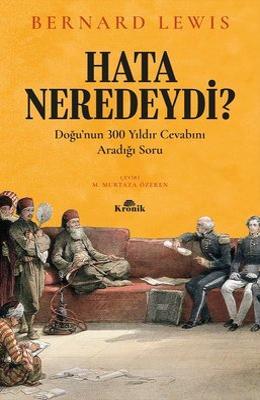 BERNARD LEWIS
HATA
NEREDEYDİ?
Doğu'nun 300 Yıldır Cevabını
Aradığı Soru
ÇEVİRİ
M. MURTAZA ÖZEREN
Kronik